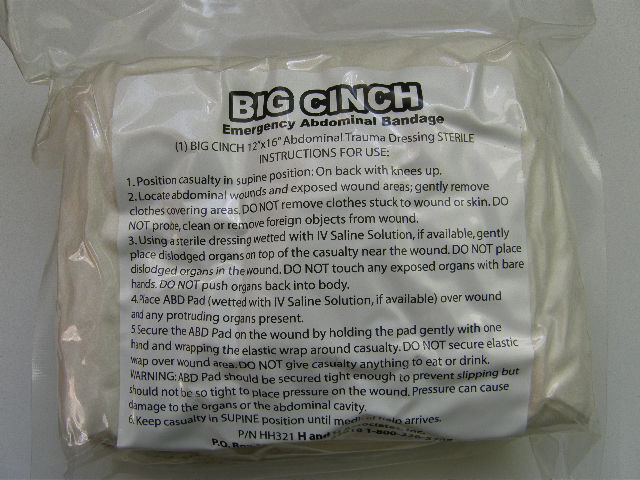 BIG CINCH
Emergency Abdominal Bandage
(1) BIG CINCH 12"x16" Abdominal Trauma Dressing STERILE
INSTRUCTIONS FOR USE:
1. Position casualty in supine position: On back with knees up.
2. Locate abdominal wounds and exposed wound areas; gently remove
clothes covering areas. DO NOT remove clothes stuck to wound or skin. DO
NOT probe, clean or remove foreign objects from wound.
3. Using a sterile dressing wetted with IV Saline Solution, if available, gently
place dislodged organs on top of the casualty near the wound. DO NOT place
dislodged organs in the wound. DO NOT touch any exposed organs with bare
hands. DO NOT push organs back into body.
4. Place ABD Pad (wetted with IV Saline Solution, if available) over wound
and any protruding organs present.
5. Secure the ABD Pad on the wound by holding the pad gently with one
hand and wrapping the elastic wrap around casualty. DO NOT secure elastic
wrap over wound area. DO NOT give casualty anything to eat or drink.
WARNING: ABD Pad should be secured tight enough to prevent slipping but
should not be so tight to place pressure on the wound. Pressure can cause
damage to the organs or the abdominal cavity.
6. Keep casualty in SUPINE position until medical help arrives.
P/N HH321 H and
P.O.